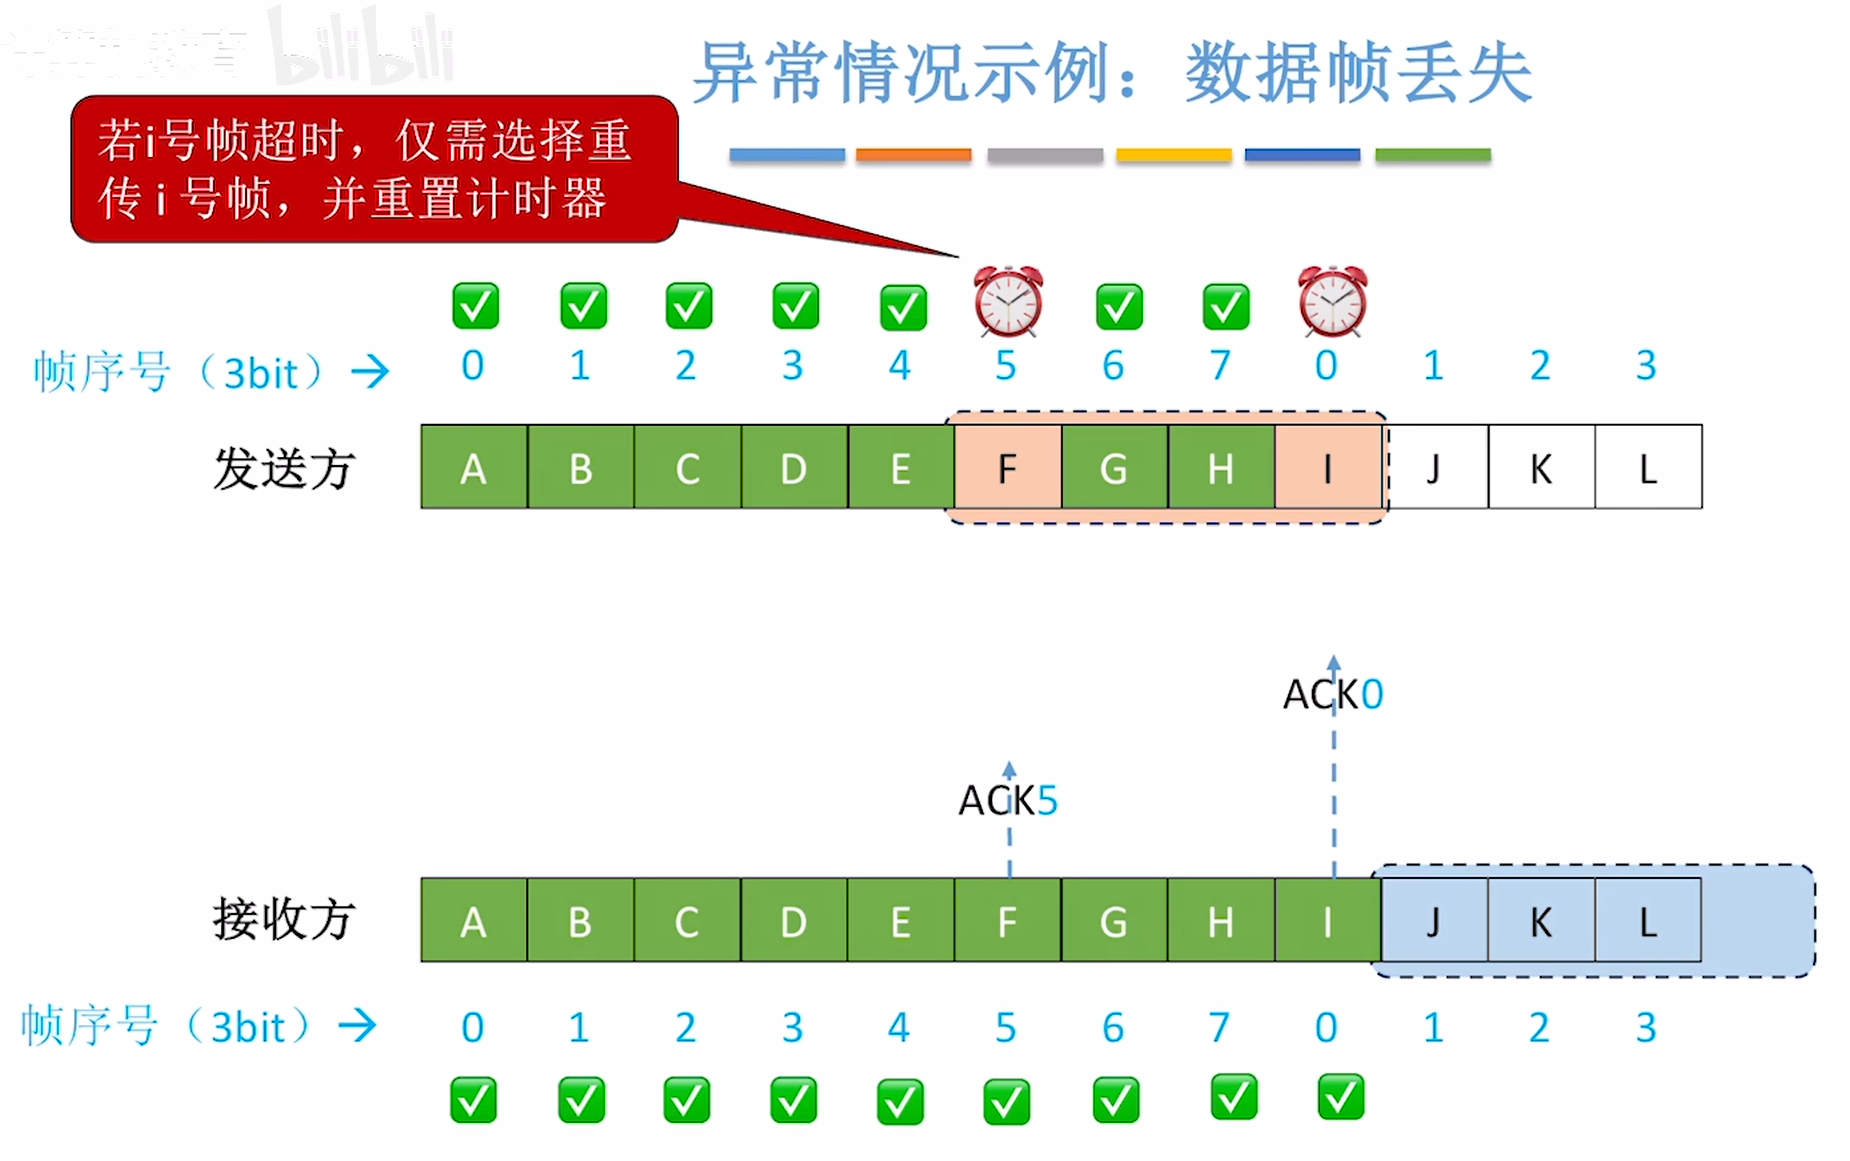 bilibili
异常情况示例：数据帧丢失
若i号帧超时，仅需选择重
传 i 号帧，并重置计时器
帧序号（3bit）→ 0 1 2 3 4 5 6 7 0 1 2 3
发送方 A B C D E F G H I J K L
ACK0
ACK5
接收方 A B C D E F G H I J K L
帧序号（3bit）→ 0 1 2 3 4 5 6 7 0 1 2 3